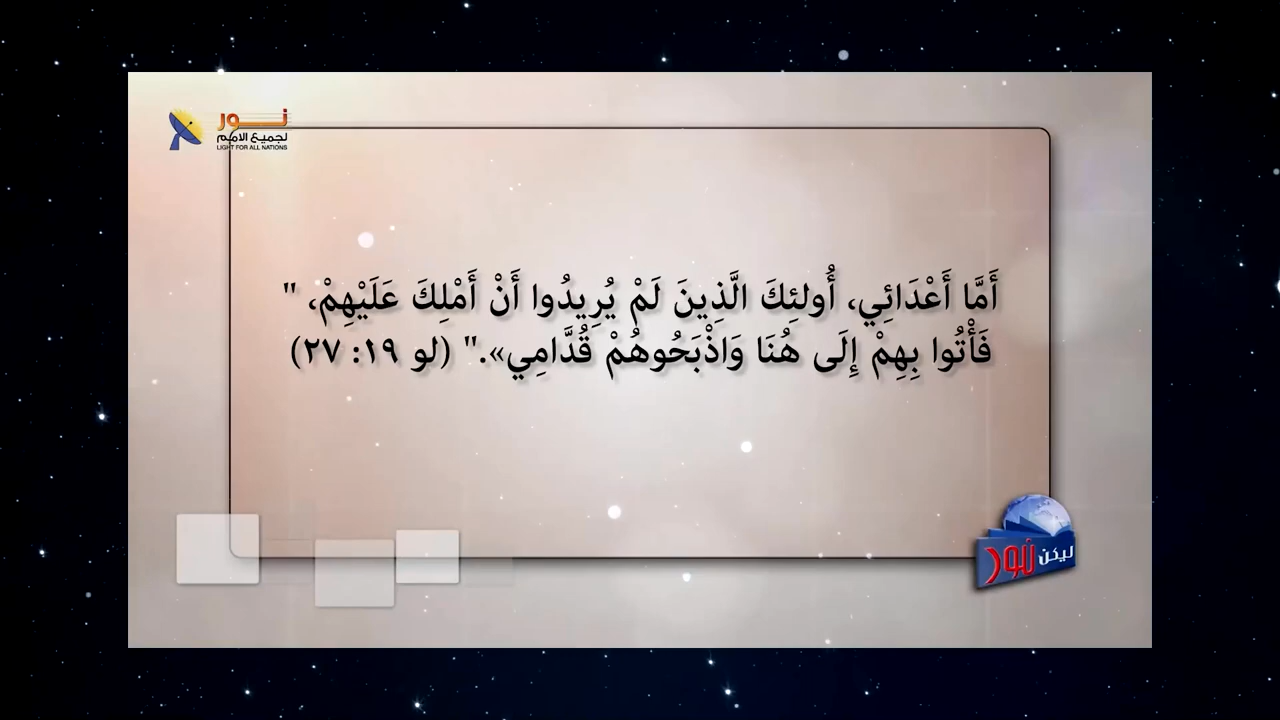 نور
لجميع الامم
LIGHT FOR ALL NATIONS
أَمَّا أَعْدَائِي، أُولئِكَ الَّذِينَ لَمْ يُرِيدُوا أَنْ أَمْلِكَ عَلَيْهِمْ، "
فَأْتُوا بِهِمْ إِلَى هُنَا وَاذْبَحُوهُمْ قُدَّامِي».'' (لو ١٩: ٢٧)
ليكن نور